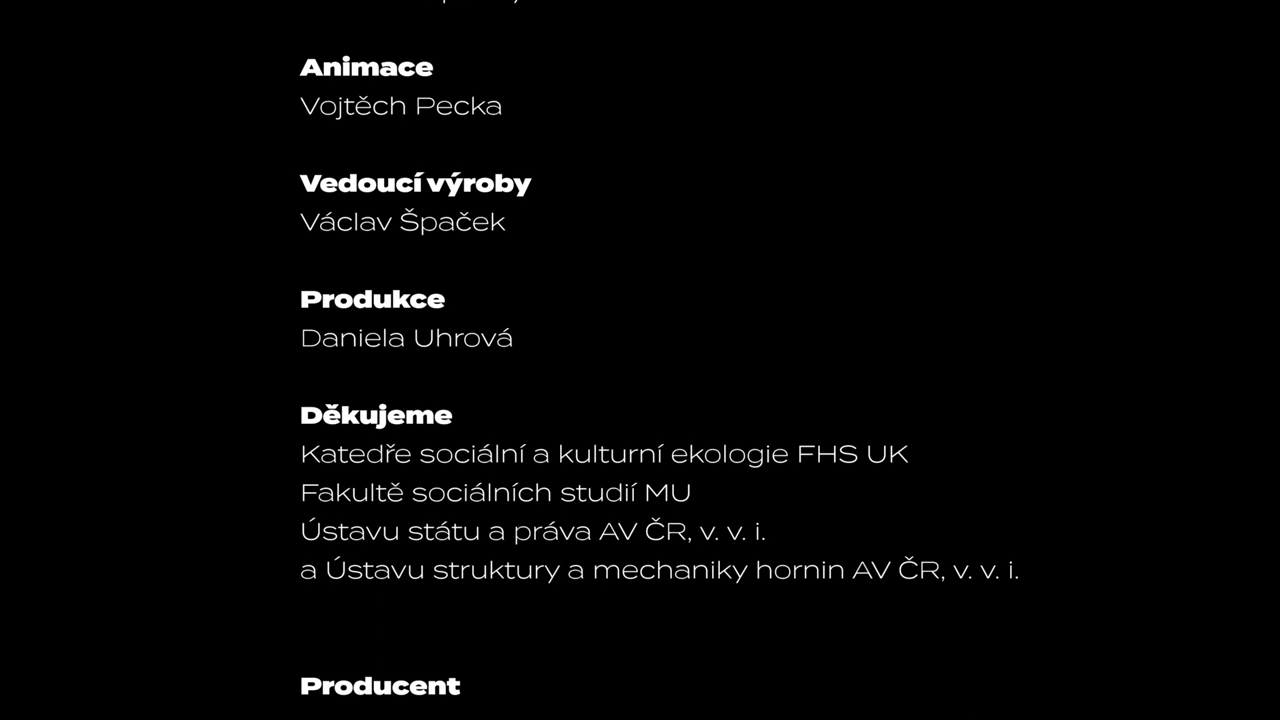 Animace
Vojtěch Pecka
Vedoucí výroby
Václav Špaček
Produkce
Daniela Uhrová
Děkujeme
Katedře sociální a kulturní ekologie FHS UK
Fakultě sociálních studií MU
Ústavu státu a práva AV ČR, v. v. i.
a Ústavu struktury a mechaniky hornin AV ČR, v. v. i.
Producent